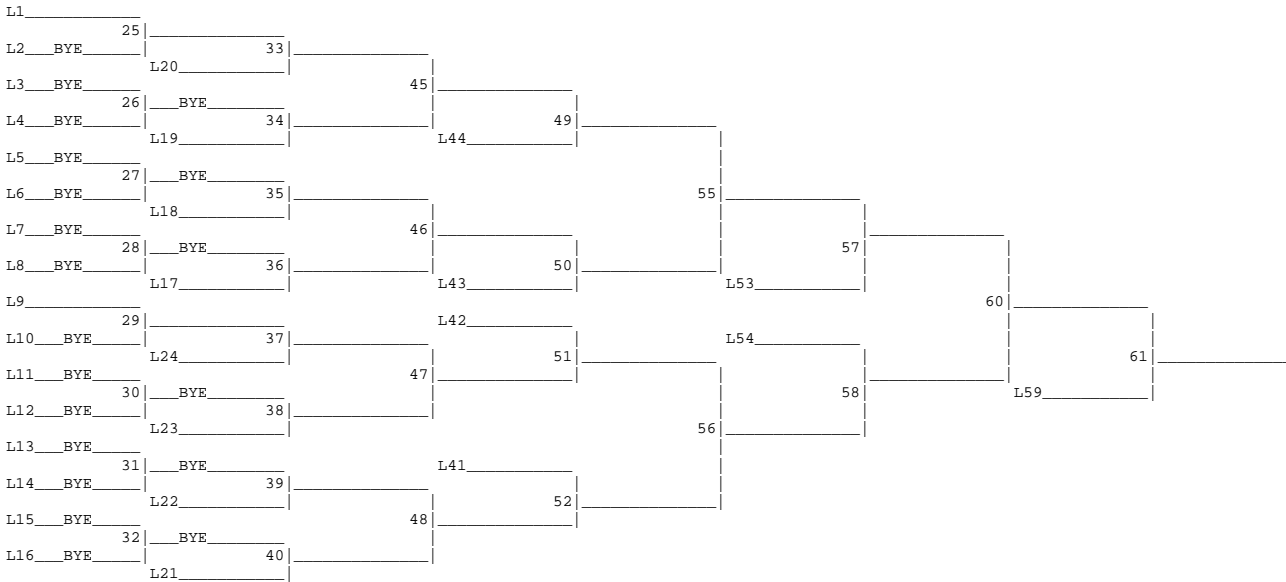 L1
25
L2 BYE 33
L20
L3 BYE 45
26 BYE
L4 BYE 34 49
L19 L44
L5 BYE
27 BYE
L6 BYE 35 55
L18
L7 BYE 46
28 BYE 57
L8 BYE 36 50
L17 L43 L53
L9 60
29 L42
L10 BYE 37 L54
L24 51 61
L11 BYE 47
30 BYE 58 L59
L12 BYE 38
L23 56
L13 BYE
31 BYE L41
L14 BYE 39
L22 52
L15 BYE 48
32 BYE
L16 BYE 40
L21